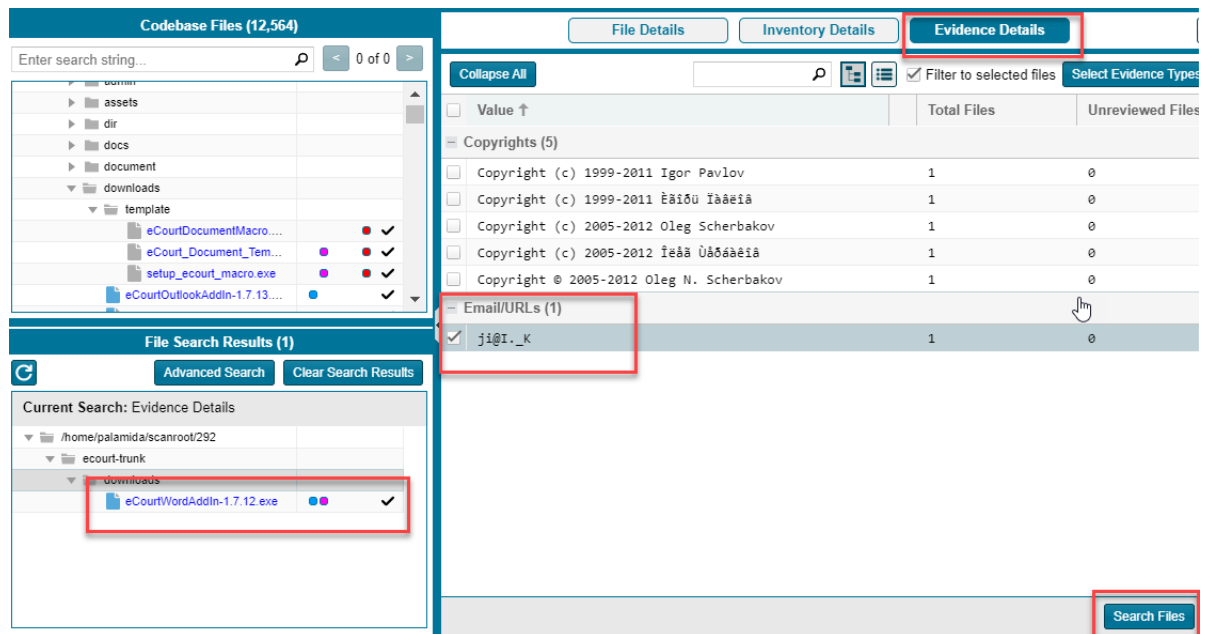 Codebase Files (12,564)
Enter search string...
< 0 of 0 >
assets
dir
docs
document
downloads
template
eCourtDocumentMacro....
eCourt_Document_Tem...
setup_ecourt_macro.exe
eCourtOutlookAddIn-1.7.13....
File Search Results (1)
Advanced Search
Clear Search Results
Current Search: Evidence Details
/home/palamida/scanroot/292
ecourt-trunk
downloads
eCourtWordAddIn-1.7.12.exe
File Details
Inventory Details
Evidence Details
Collapse All
Filter to selected files
Select Evidence Types
Value ↑ Total Files Unreviewed Files
Copyrights (5)
Copyright (c) 1999-2011 Igor Pavlov 1 0
Copyright (c) 1999-2011 Èãîðü Ïàâëîâ 1 0
Copyright (c) 2005-2012 Oleg Scherbakov 1 0
Copyright (c) 2005-2012 Îëåã Ùåðáàêîâ 1 0
Copyright © 2005-2012 Oleg N. Scherbakov 1 0
Email/URLs (1)
ji@I._K 1 0
Search Files